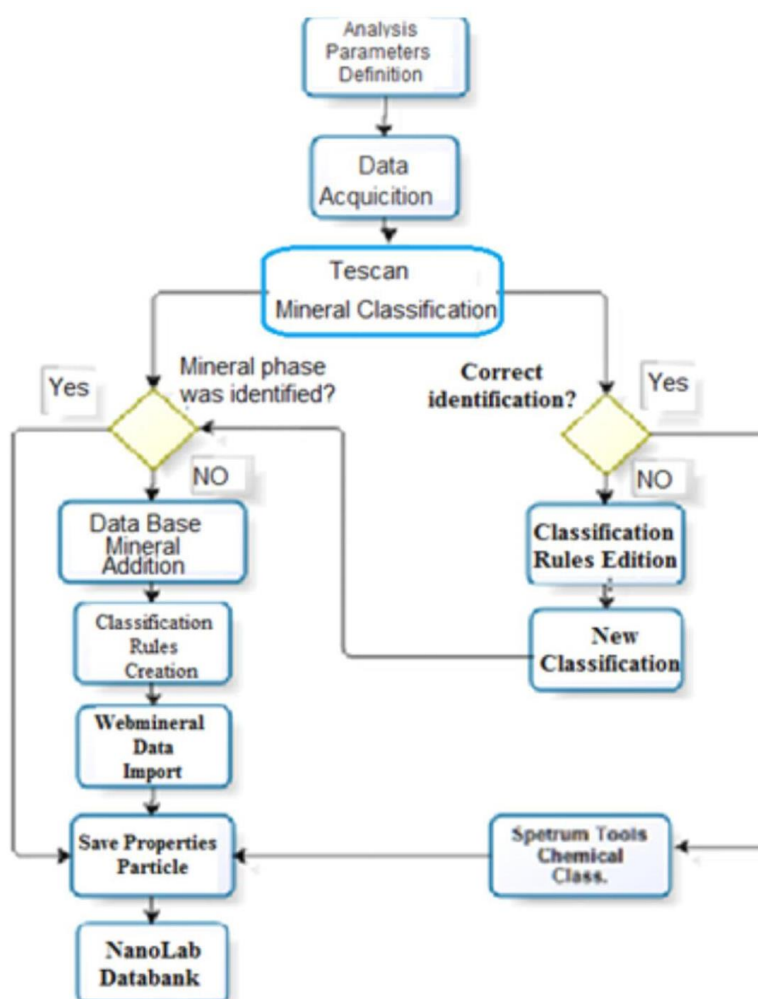 Analysis
Parameters
Definition
Data
Acquicition
Tescan
Mineral Classification
Mineral phase
was identified?
Yes
NO
Correct
identification?
Yes
NO
Data Base
Mineral
Addition
Classification
Rules Edition
Classification
Rules
Creation
New
Classification
Webmineral
Data
Import
Save Properties
Particle
Spetrum Tools
Chemical
Class.
NanoLab
Databank